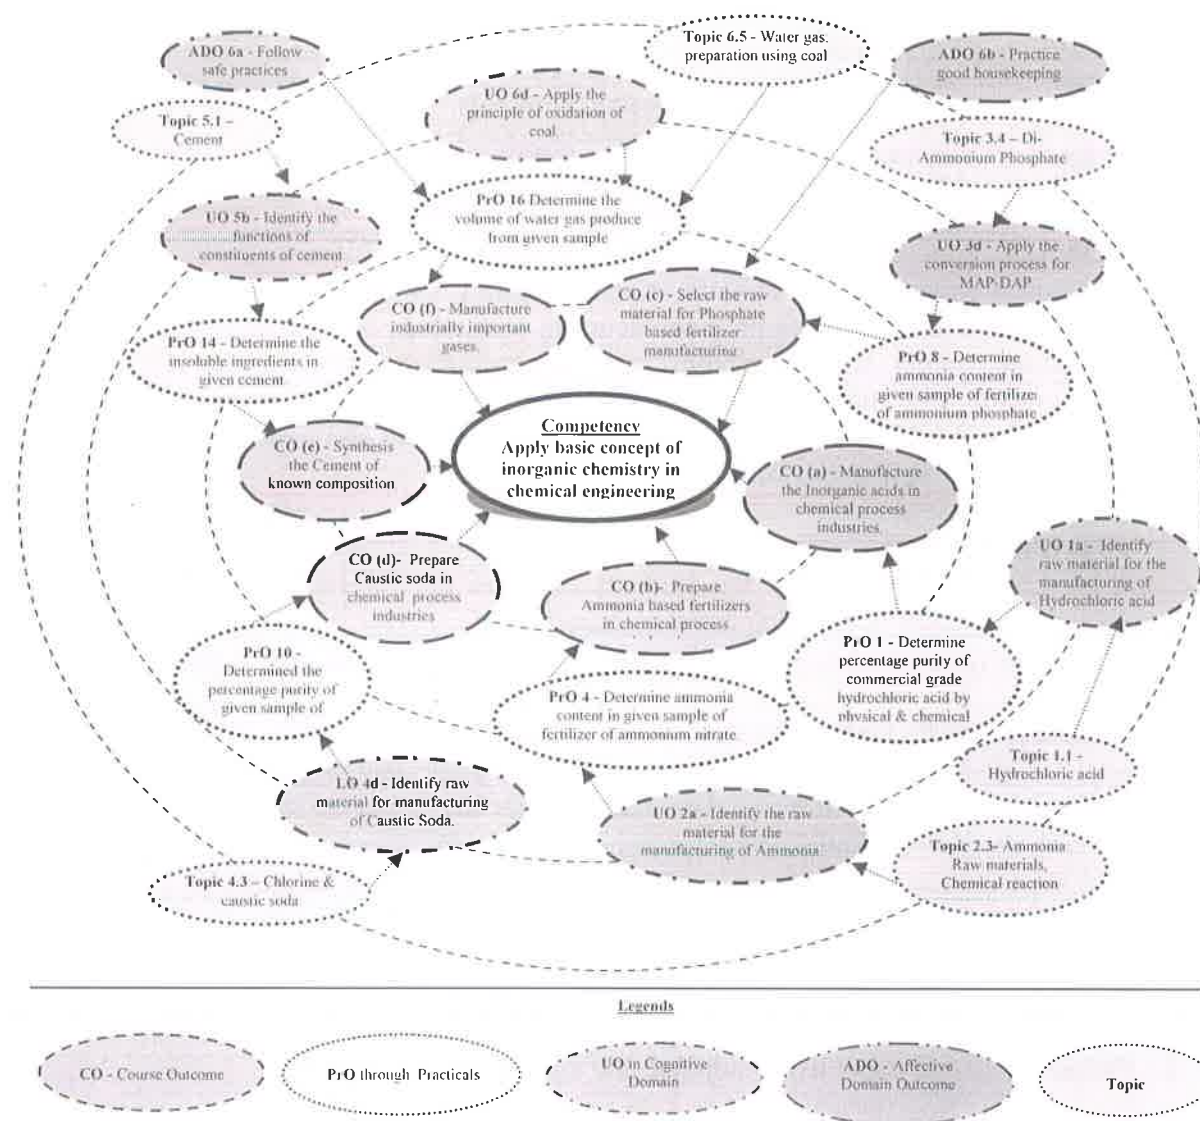 ADO 6a - Follow
safe practices
Topic 6.5 - Water gas,
preparation using coal
ADO 6b - Practice
good housekeeping
UO 6d - Apply the
principle of oxidation of
coal.
Topic 5.1 –
Cement
Topic 3.4 – Di-
Ammonium Phosphate
PrO 16 Determine the
volume of water gas produce
from given sample
UO 5b - Identify the
functions of
constituents of cement
UO 3d - Apply the
conversion process for
MAP-DAP
CO (f) - Manufacture
industrially important
gases.
CO (c) - Select the raw
material for Phosphate
based fertilizer
manufacturing
PrO 14 – Determine the
insoluble ingredients in
given cement
PrO 8 - Determine
ammonia content in
given sample of fertilizer
of ammonium phosphate
Competency
Apply basic concept of
inorganic chemistry in
chemical engineering
CO (e) - Synthesis
the Cement of
known composition
CO (a) - Manufacture
the Inorganic acids in
chemical process
industries.
CO (d)- Prepare
Caustic soda in
chemical process
industries
CO (b)- Prepare
Ammonia based fertilizers
in chemical process
UO 1a - Identify
raw material for the
manufacturing of
Hydrochloric acid
PrO 10 -
Determined the
percentage purity of
given sample of
PrO 4 - Determine ammonia
content in given sample of
fertilizer of ammonium nitrate.
PrO 1 - Determine
percentage purity of
commercial grade
hydrochloric acid by
physical & chemical
Topic 1.1 -
Hydrochloric acid
UO 4d - Identify raw
material for manufacturing
of Caustic Soda.
UO 2a - Identify the raw
material for the
manufacturing of Ammonia
Topic 2.3- Ammonia
Raw materials,
Chemical reaction
Topic 4.3 – Chlorine &
caustic soda
Legends
CO - Course Outcome
PrO through Practicals
UO in Cognitive
Domain
ADO - Affective
Domain Outcome
Topic